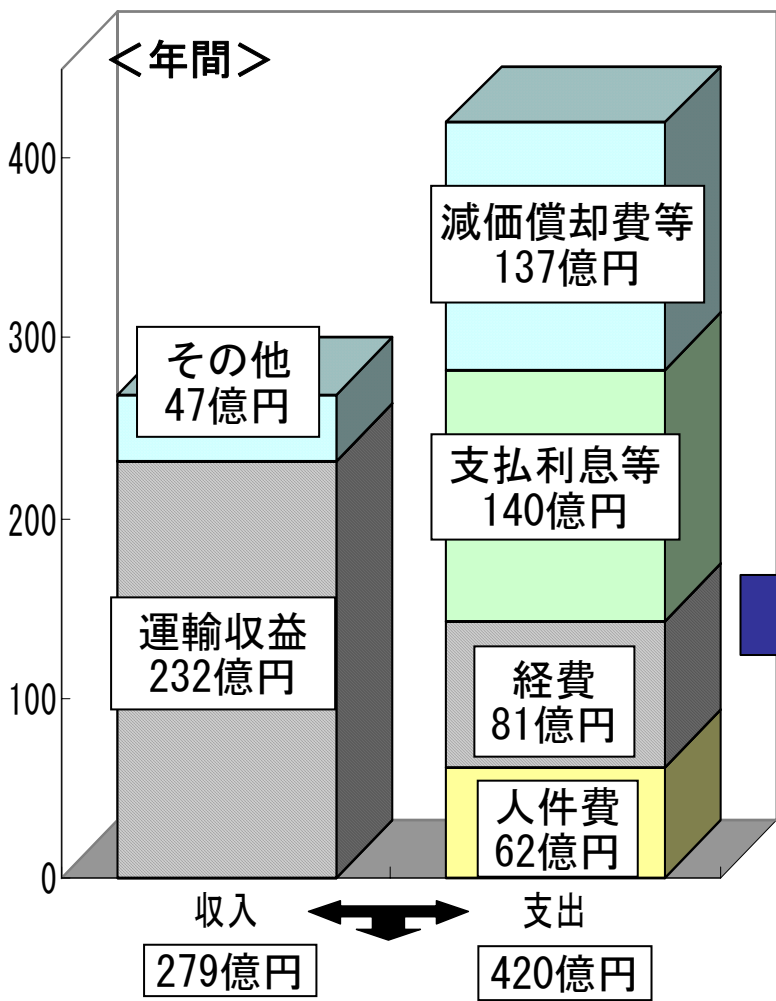 ＜年間＞
400
300
200
100
0
その他
47億円
運輸収益
232億円
減価償却費等
137億円
支払利息等
140億円
経費
81億円
人件費
62億円
収入
支出
279億円
420億円